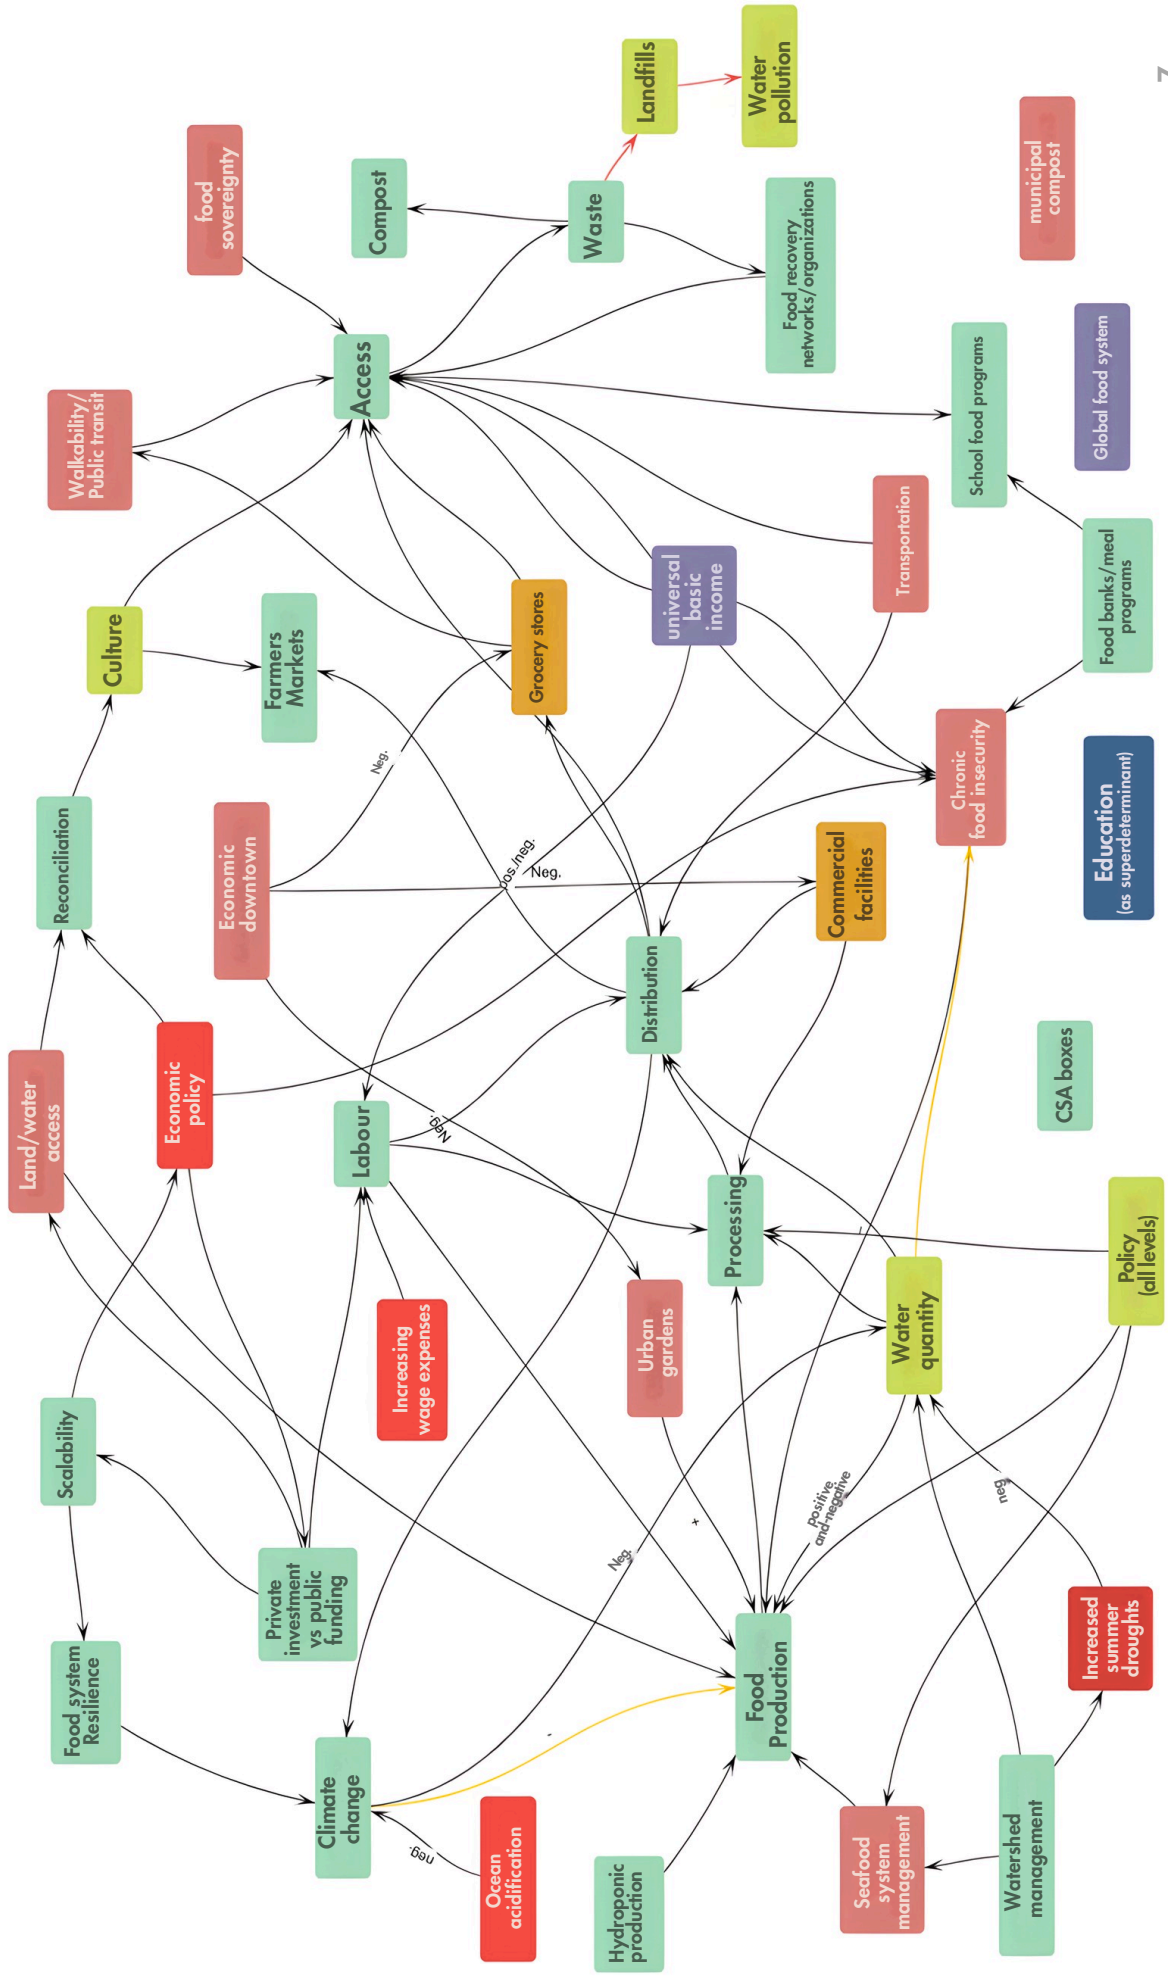 Land/water
access
Scalability
Reconciliation
Walkability/
Public transit
Food system
Resilience
Culture
Economic
policy
food
sovereignty
Economic
downtown
Private
investment
vs public
funding
Farmers
Markets
Climate
change
Labour
Access
Compost
Neg.
Increasing
wage expenses
neg.
Neg.
Ocean
acidification
Grocery stores
pos./neg.
Neg.
-
Waste
Hydroponic
production
Neg.
Urban
gardens
Distribution
Landfills
universal
basic
income
+
Food
Production
Processing
Water
pollution
Food recovery
networks/organizations
positive
and-negative
Commercial
facilities
–
Seafood
system
management
Transportation
Water
quantity
Chronic
food insecurity
School food programs
neg
Watershed
management
CSA boxes
municipal
compost
Increased
summer
droughts
Global food system
Policy
(all levels)
Education
(as superdeterminant)
Food banks/meal
programs